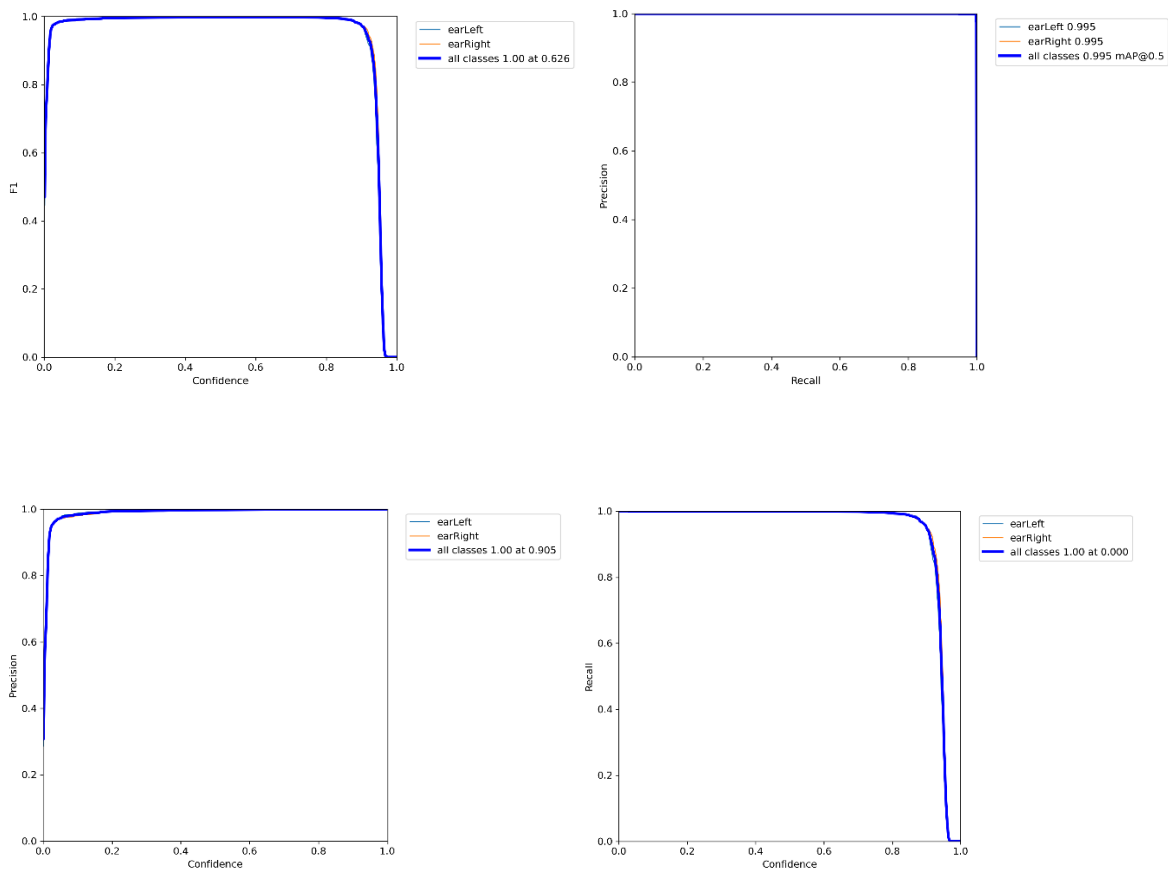 1.0
0.8
0.6
0.4
0.2
0.0
F1
0.0 0.2 0.4 0.6 0.8 1.0
Confidence
earLeft
earRight
all classes 1.00 at 0.626
1.0
0.8
0.6
0.4
0.2
0.0
Precision
0.0 0.2 0.4 0.6 0.8 1.0
Recall
earLeft 0.995
earRight 0.995
all classes 0.995 mAP@0.5
1.0
0.8
0.6
0.4
0.2
0.0
Precision
0.0 0.2 0.4 0.6 0.8 1.0
Confidence
earLeft
earRight
all classes 1.00 at 0.905
1.0
0.8
0.6
0.4
0.2
0.0
Recall
0.0 0.2 0.4 0.6 0.8 1.0
Confidence
earLeft
earRight
all classes 1.00 at 0.000